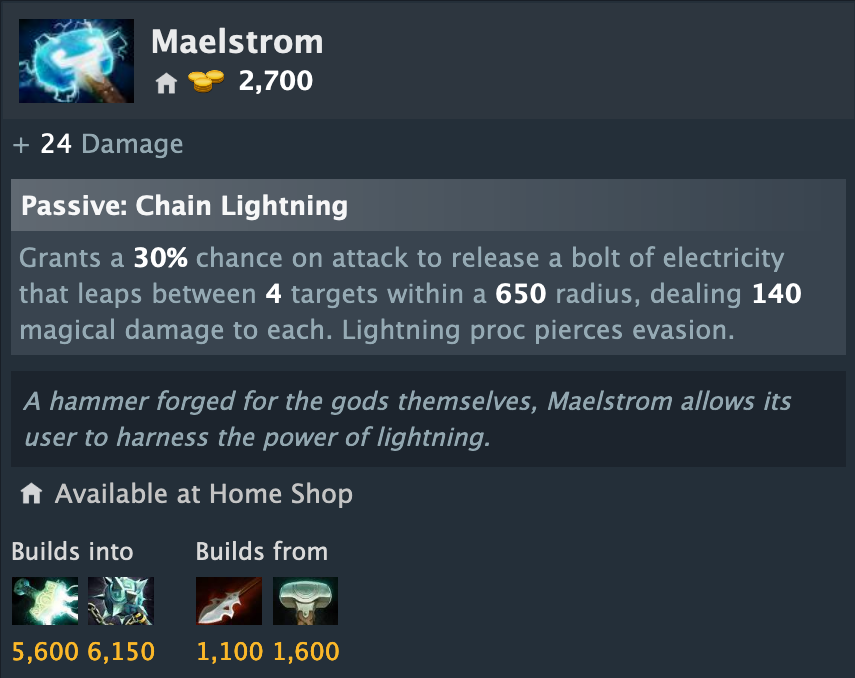 Maelstrom
2,700
+ 24 Damage
Passive: Chain Lightning
Grants a 30% chance on attack to release a bolt of electricity
that leaps between 4 targets within a 650 radius, dealing 140
magical damage to each. Lightning proc pierces evasion.
A hammer forged for the gods themselves, Maelstrom allows its
user to harness the power of lightning.
Available at Home Shop
Builds into Builds from
5,600 6,150 1,100 1,600